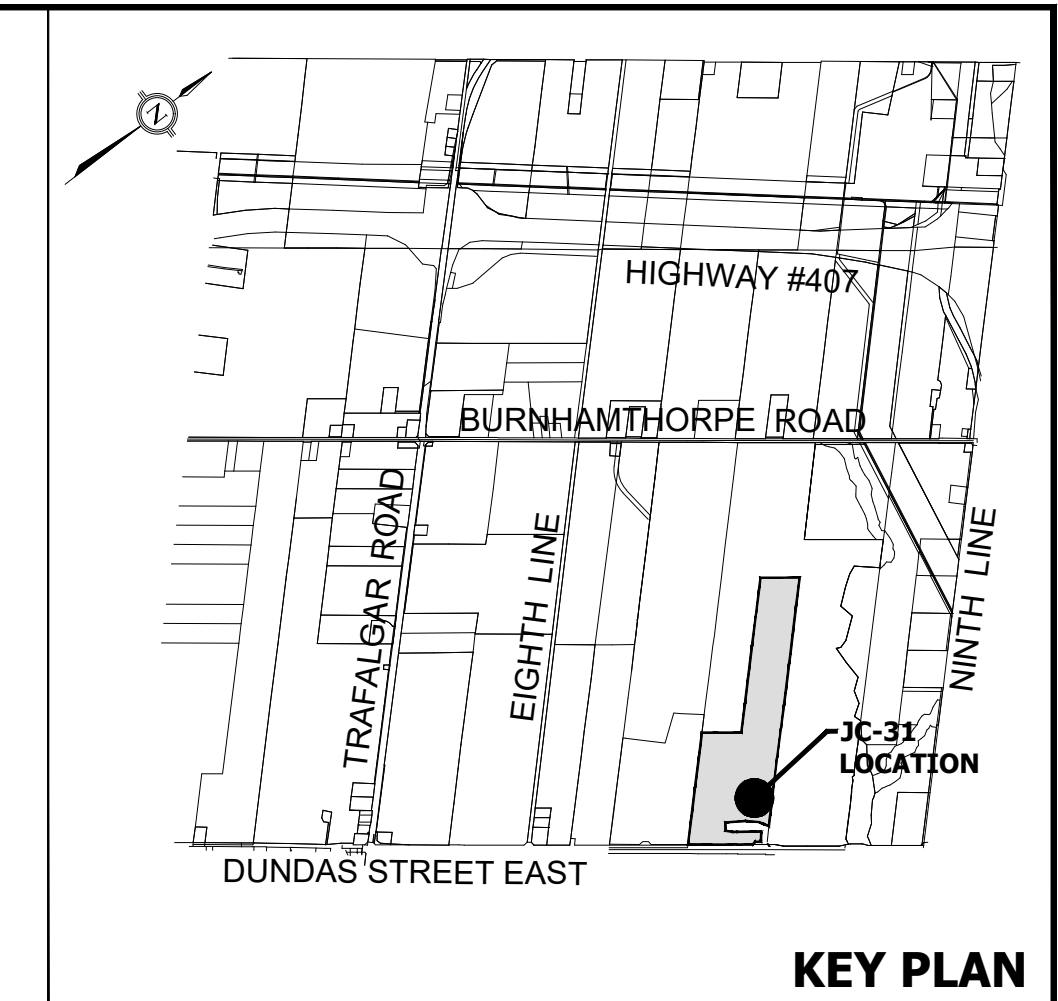 N
HIGHWAY #407
BURNHAMTHORPE ROAD
TRAFALGAR ROAD
EIGHTH LINE
NINTH LINE
JC-31
LOCATION
DUNDAS STREET EAST
KEY PLAN